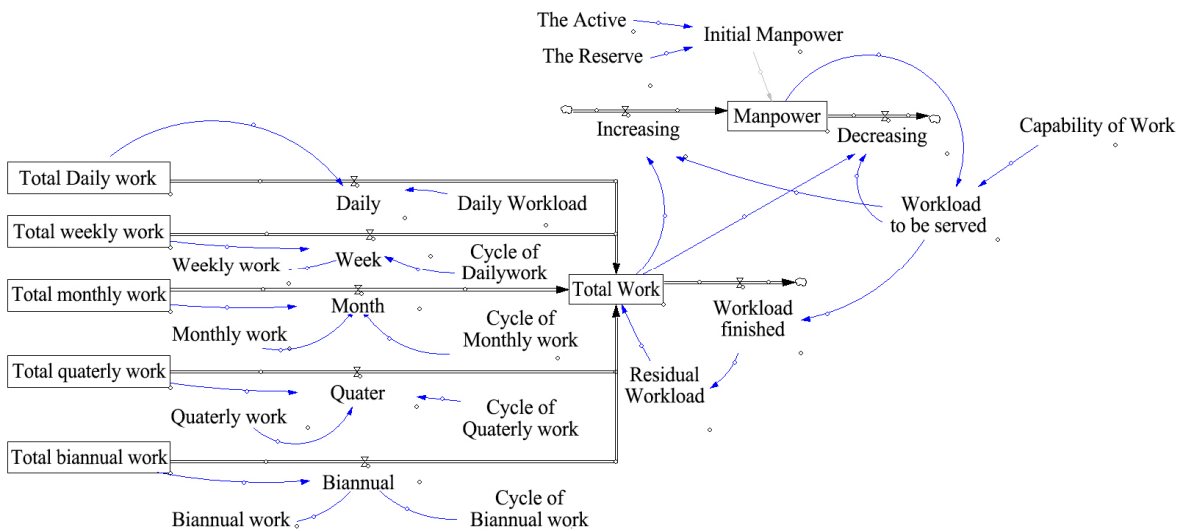 The Active
Initial Manpower
The Reserve
Increasing
Manpower
Decreasing
Capability of Work
Total Daily work
Daily
Daily Workload
Workload
to be served
Total weekly work
Weekly work
Week
Cycle of
Dailywork
Total monthly work
Month
Total Work
Workload
finished
Monthly work
Cycle of
Monthly work
Total quaterly work
Quater
Residual
Workload
Quaterly work
Cycle of
Quaterly work
Total biannual work
Biannual
Biannual work
Cycle of
Biannual work